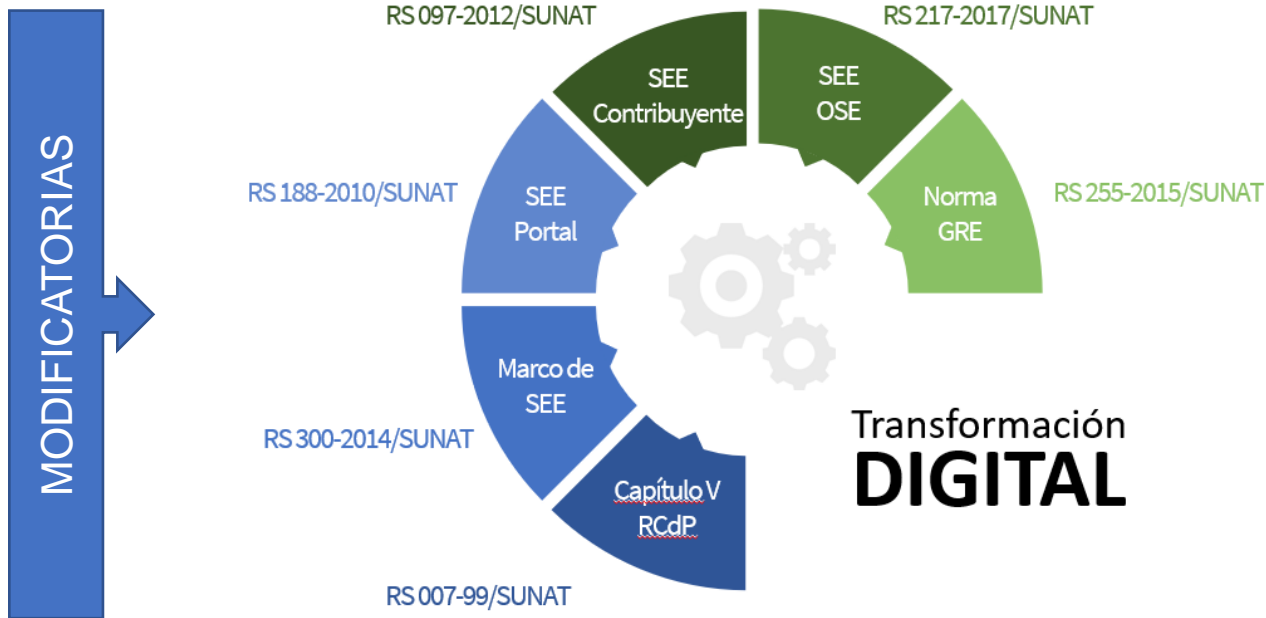 MODIFICATORIAS
RS 097-2012/SUNAT
RS 217-2017/SUNAT
SEE
Contribuyente
SEE
OSE
RS 188-2010/SUNAT
SEE
Portal
Norma
GRE
RS 255-2015/SUNAT
Marco de
SEE
RS 300-2014/SUNAT
Capítulo V
RCdP
RS 007-99/SUNAT
Transformación
DIGITAL